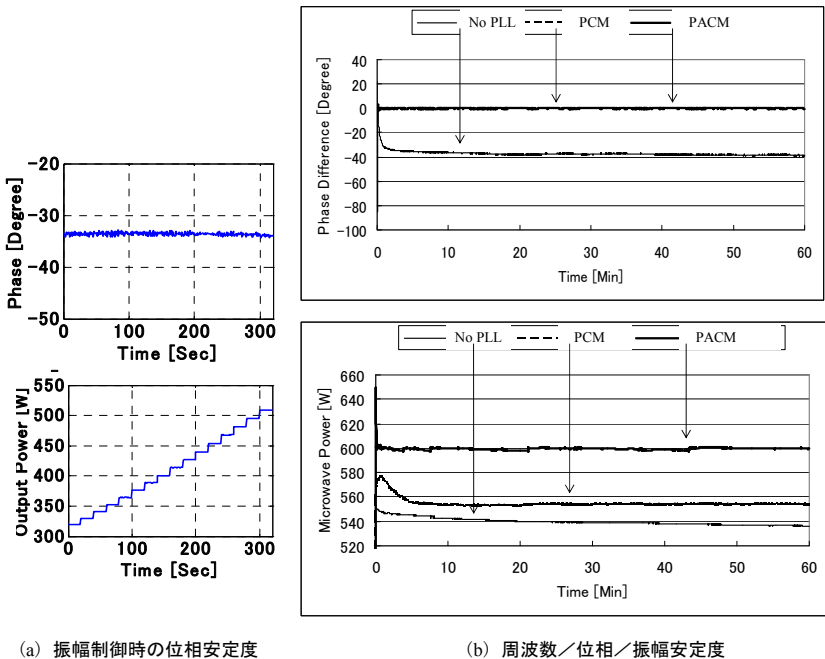 No PLL PCM PACM
Phase Difference [Degree]
40
20
0
−20
−40
−60
−80
−100
0 10 20 30 40 50 60
Time [Min]
Phase [Degree]
−20
−30
−40
−50
0 100 200 300
Time [Sec]
Output Power [W]
550
500
450
400
350
300
0 100 200 300
Time [Sec]
No PLL PCM PACM
Microwave Power [W]
660
640
620
600
580
560
540
520
0 10 20 30 40 50 60
Time [Min]
(a) 振幅制御時の位相安定度
(b) 周波数／位相／振幅安定度